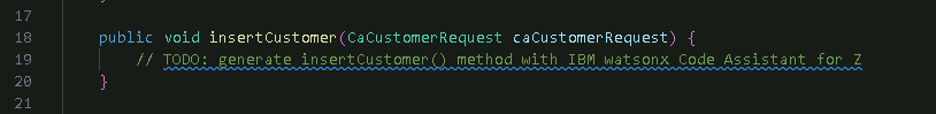 17
18 public void insertCustomer(CaCustomerRequest caCustomerRequest) {
19 // TODO: generate insertCustomer() method with IBM watsonx Code Assistant for Z
20 }
21